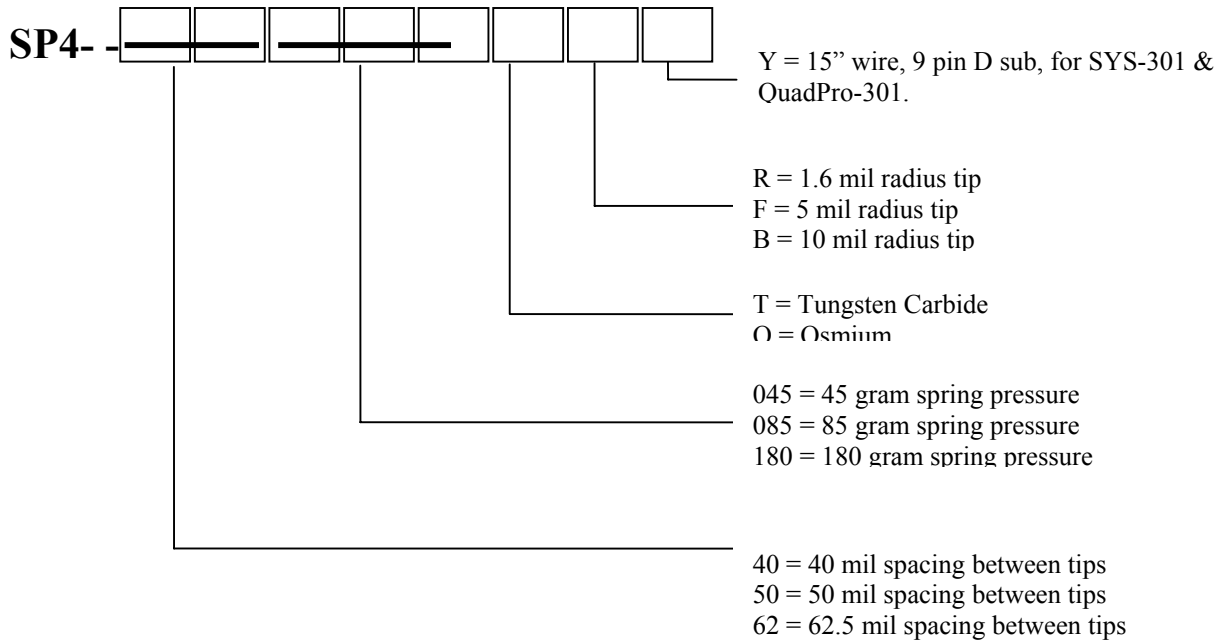 SP4- -
Y = 15” wire, 9 pin D sub, for SYS-301 &
QuadPro-301.
R = 1.6 mil radius tip
F = 5 mil radius tip
B = 10 mil radius tip
T = Tungsten Carbide
O = Osmium
045 = 45 gram spring pressure
085 = 85 gram spring pressure
180 = 180 gram spring pressure
40 = 40 mil spacing between tips
50 = 50 mil spacing between tips
62 = 62.5 mil spacing between tips